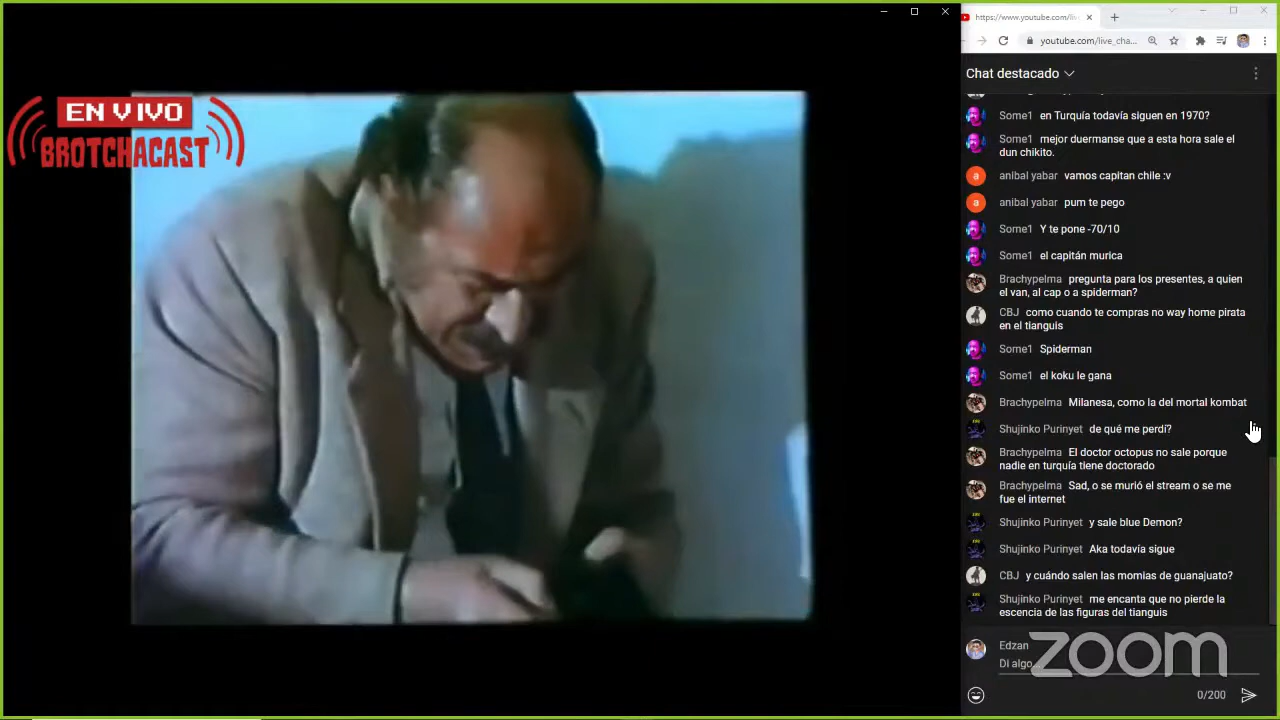 EN VIVO
BROTCHACAST
https://www.youtube.com/liv
youtube.com/live_cha...
Chat destacado
Some1 en Turquía todavía siguen en 1970?
Some1 mejor duermanse que a esta hora sale el
dun chikito.
anibal yabar vamos capitan chile :v
anibal yabar pum te pego
Some1 Y te pone -70/10
Some1 el capitán murica
Brachypelma pregunta para los presentes, a quien
el van, al cap o a spiderman?
CBJ como cuando te compras no way home pirata
en el tianguis
Some1 Spiderman
Some1 el koku le gana
Brachypelma Milanesa, como la del mortal kombat
Shujinko Purinyet de qué me perdí?
Brachypelma El doctor octopus no sale porque
nadie en turquía tiene doctorado
Brachypelma Sad, o se murió el stream o se me
fue el internet
Shujinko Purinyet y sale blue Demon?
Shujinko Purinyet Aka todavía sigue
CBJ y cuándo salen las momias de guanajuato?
Shujinko Purinyet me encanta que no pierde la
escencia de las figuras del tianguis
Edzan
Di algo...
zoom
0/200